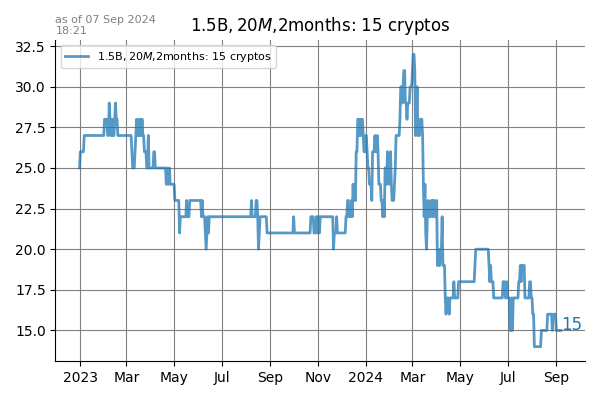 as of 07 Sep 2024
18:21
1.5B, 20M,2months: 15 cryptos
1.5B, 20M, 2months: 15 cryptos
32.5
30.0
27.5
25.0
22.5
20.0
17.5
15.0
15
2023 Mar May Jul Sep Nov 2024 Mar May Jul Sep